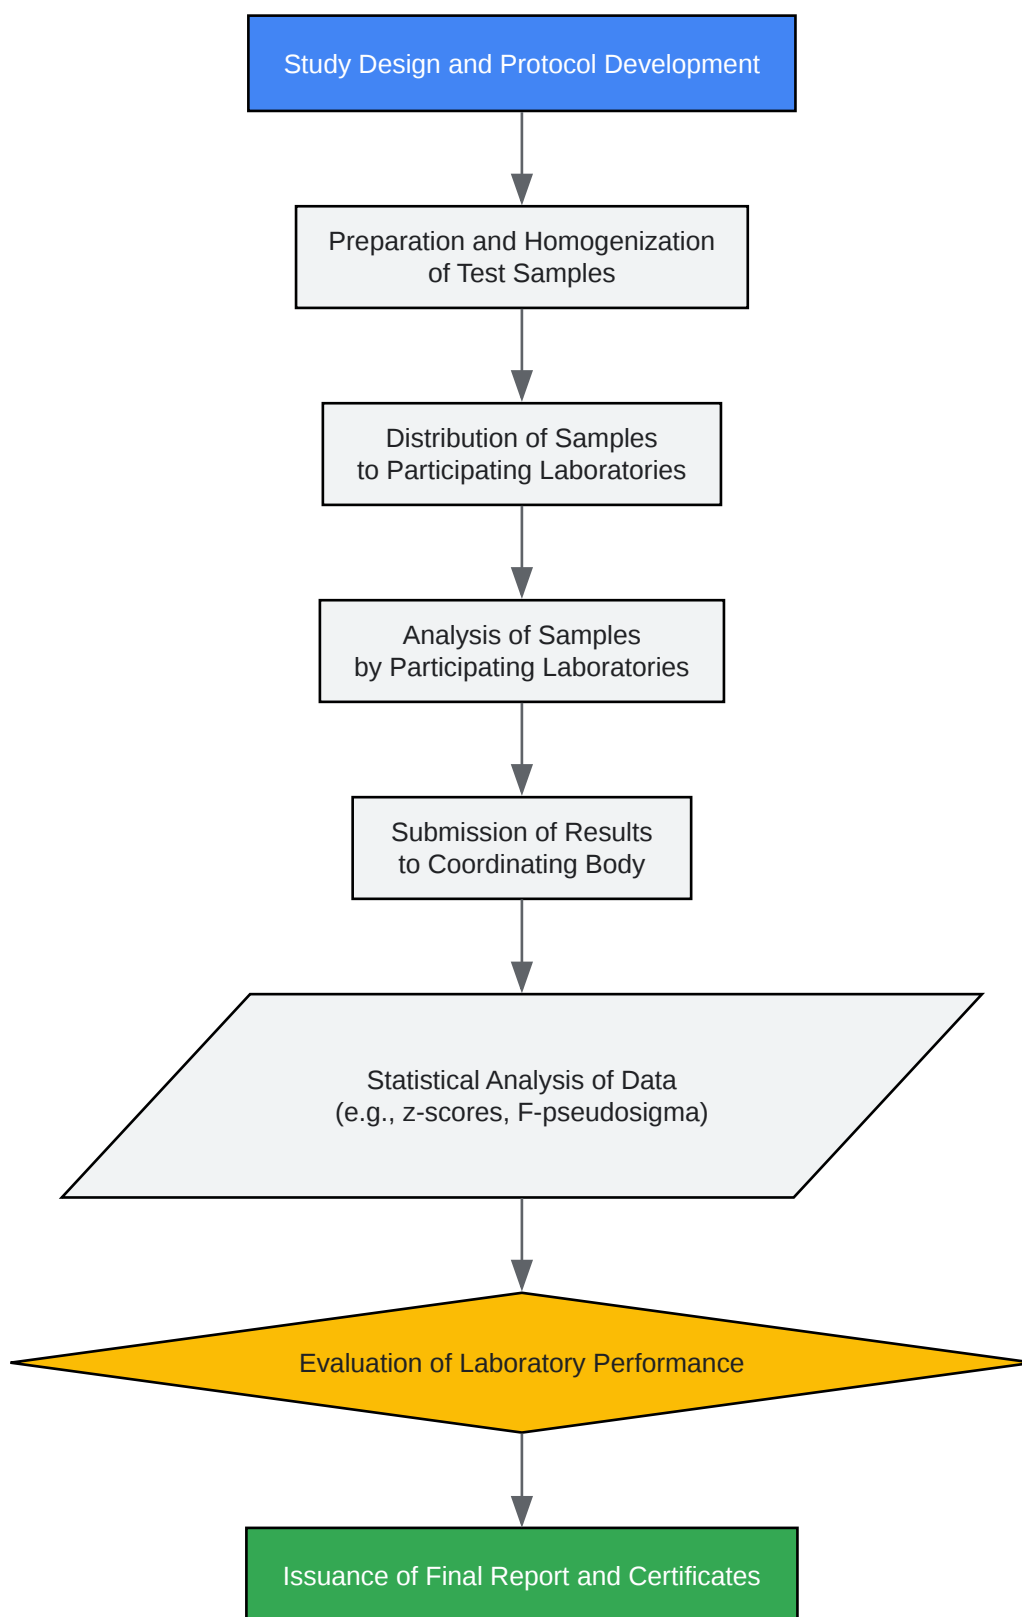 Study Design and Protocol Development
Preparation and Homogenization
of Test Samples
Distribution of Samples
to Participating Laboratories
Analysis of Samples
by Participating Laboratories
Submission of Results
to Coordinating Body
Statistical Analysis of Data
(e.g., z-scores, F-pseudosigma)
Evaluation of Laboratory Performance
Issuance of Final Report and Certificates